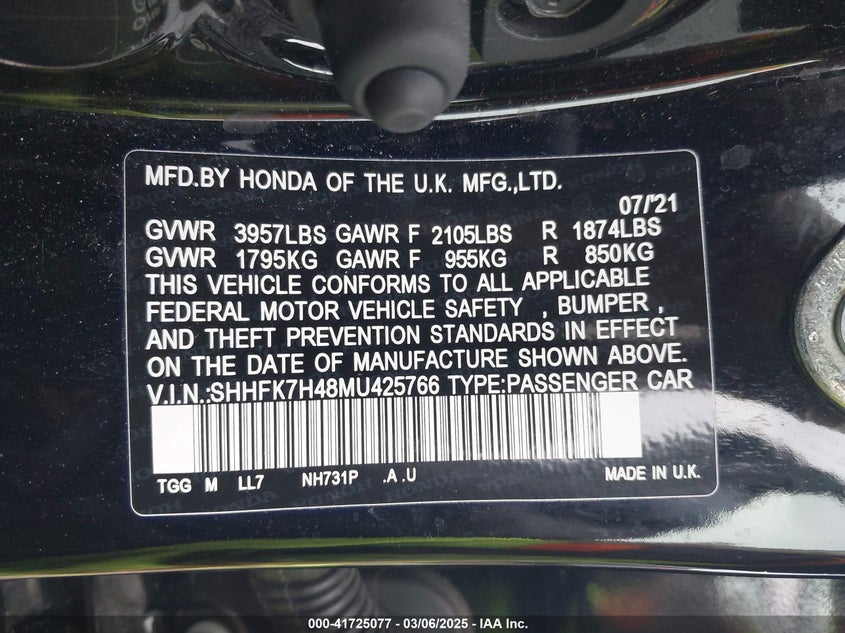 MFD.BY HONDA OF THE U.K. MFG.,LTD.
07/'21
GVWR 3957LBS GAWR F 2105LBS R 1874LBS
GVWR 1795KG GAWR F 955KG R 850KG
THIS VEHICLE CONFORMS TO ALL APPLICABLE
FEDERAL MOTOR VEHICLE SAFETY , BUMPER ,
AND THEFT PREVENTION STANDARDS IN EFFECT
ON THE DATE OF MANUFACTURE SHOWN ABOVE.
V.I.N.:SHHFK7H48MU425766 TYPE:PASSENGER CAR
TGG M LL7 NH731P .A .U MADE IN U.K.
000-41725077 — 03/06/2025 — IAA Inc.